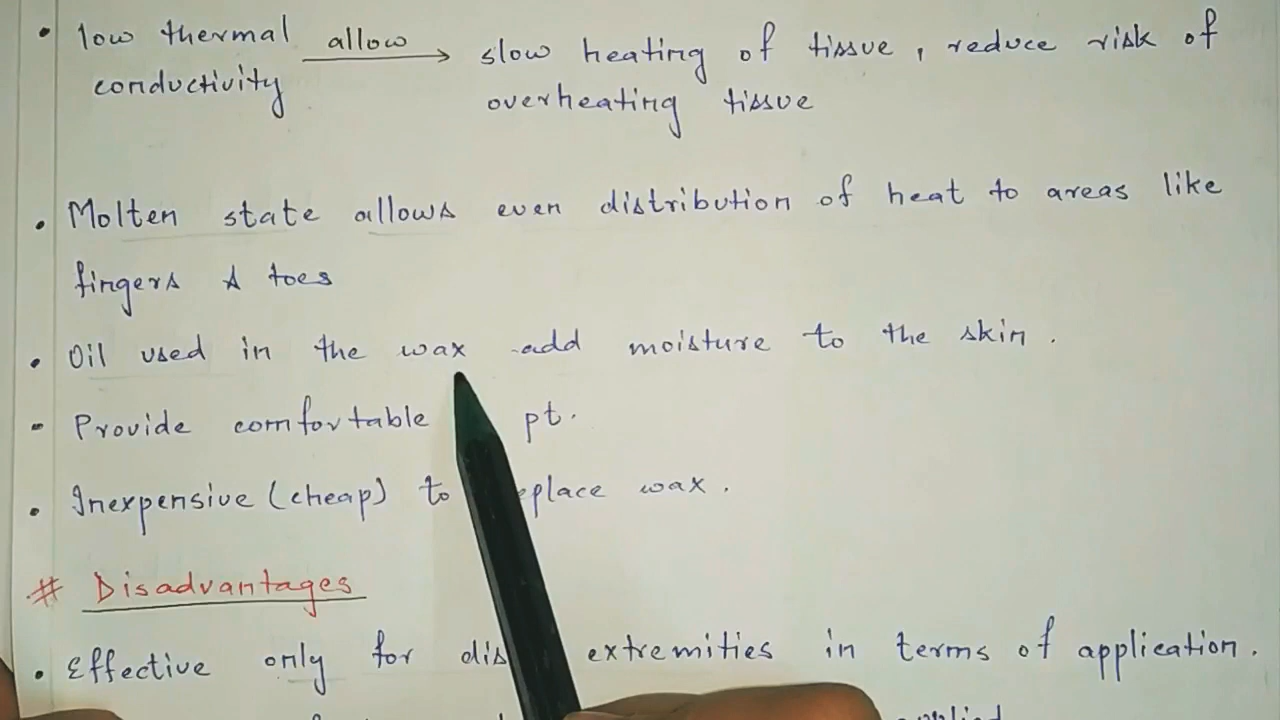 • low thermal allow slow heating of tissue, reduce risk of
conductivity overheating tissue
• Molten state allows even distribution of heat to areas like
fingers & toes
• Oil used in the wax add moisture to the skin.
- Provide comfortable pt.
• Inexpensive (cheap) to eplace wax.
# Disadvantages
• Effective only for dis extremities in terms of application.